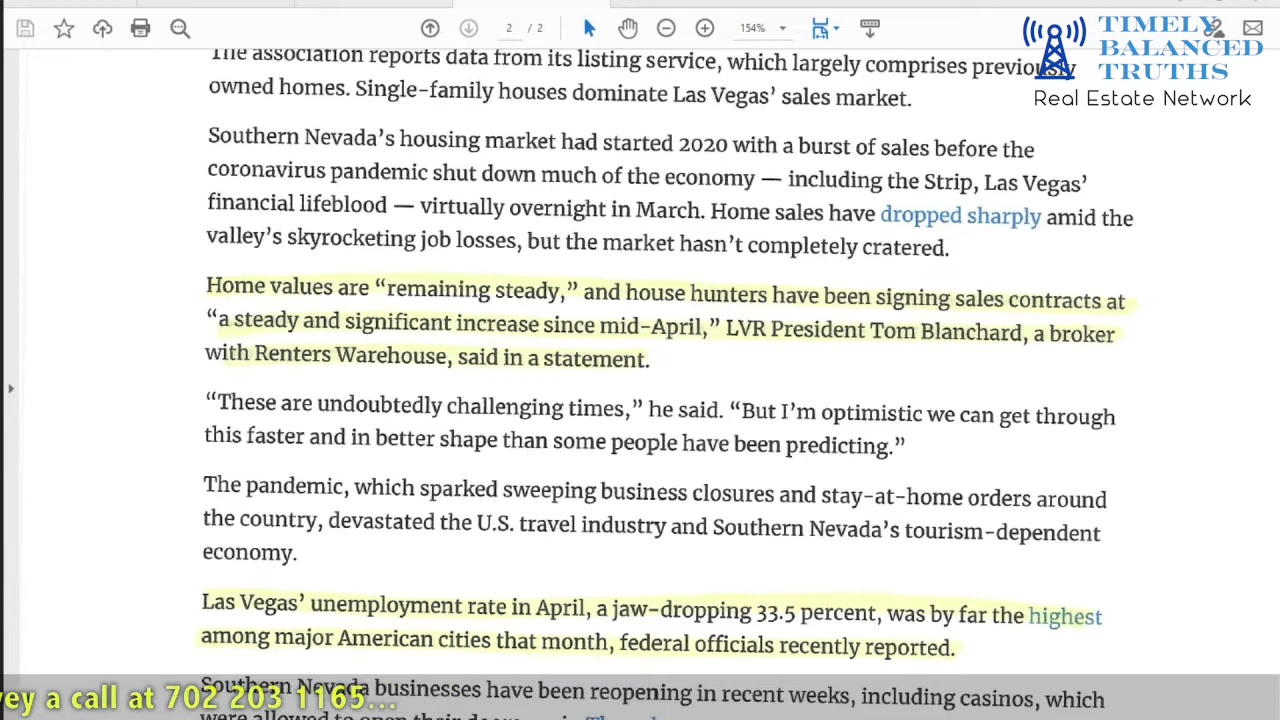 2 / 2
154%
TIMELY
BALANCED
TRUTHS
Real Estate Network
The association reports data from its listing service, which largely comprises previously
owned homes. Single-family houses dominate Las Vegas’ sales market.
Southern Nevada’s housing market had started 2020 with a burst of sales before the
coronavirus pandemic shut down much of the economy — including the Strip, Las Vegas’
financial lifeblood — virtually overnight in March. Home sales have dropped sharply amid the
valley’s skyrocketing job losses, but the market hasn’t completely cratered.
Home values are “remaining steady,” and house hunters have been signing sales contracts at
“a steady and significant increase since mid-April,” LVR President Tom Blanchard, a broker
with Renters Warehouse, said in a statement.
“These are undoubtedly challenging times,” he said. “But I’m optimistic we can get through
this faster and in better shape than some people have been predicting.”
The pandemic, which sparked sweeping business closures and stay-at-home orders around
the country, devastated the U.S. travel industry and Southern Nevada’s tourism-dependent
economy.
Las Vegas’ unemployment rate in April, a jaw-dropping 33.5 percent, was by far the highest
among major American cities that month, federal officials recently reported.
Southern Nevada businesses have been reopening in recent weeks, including casinos, which
were allowed to open their
vey a call at 702 203 1165...